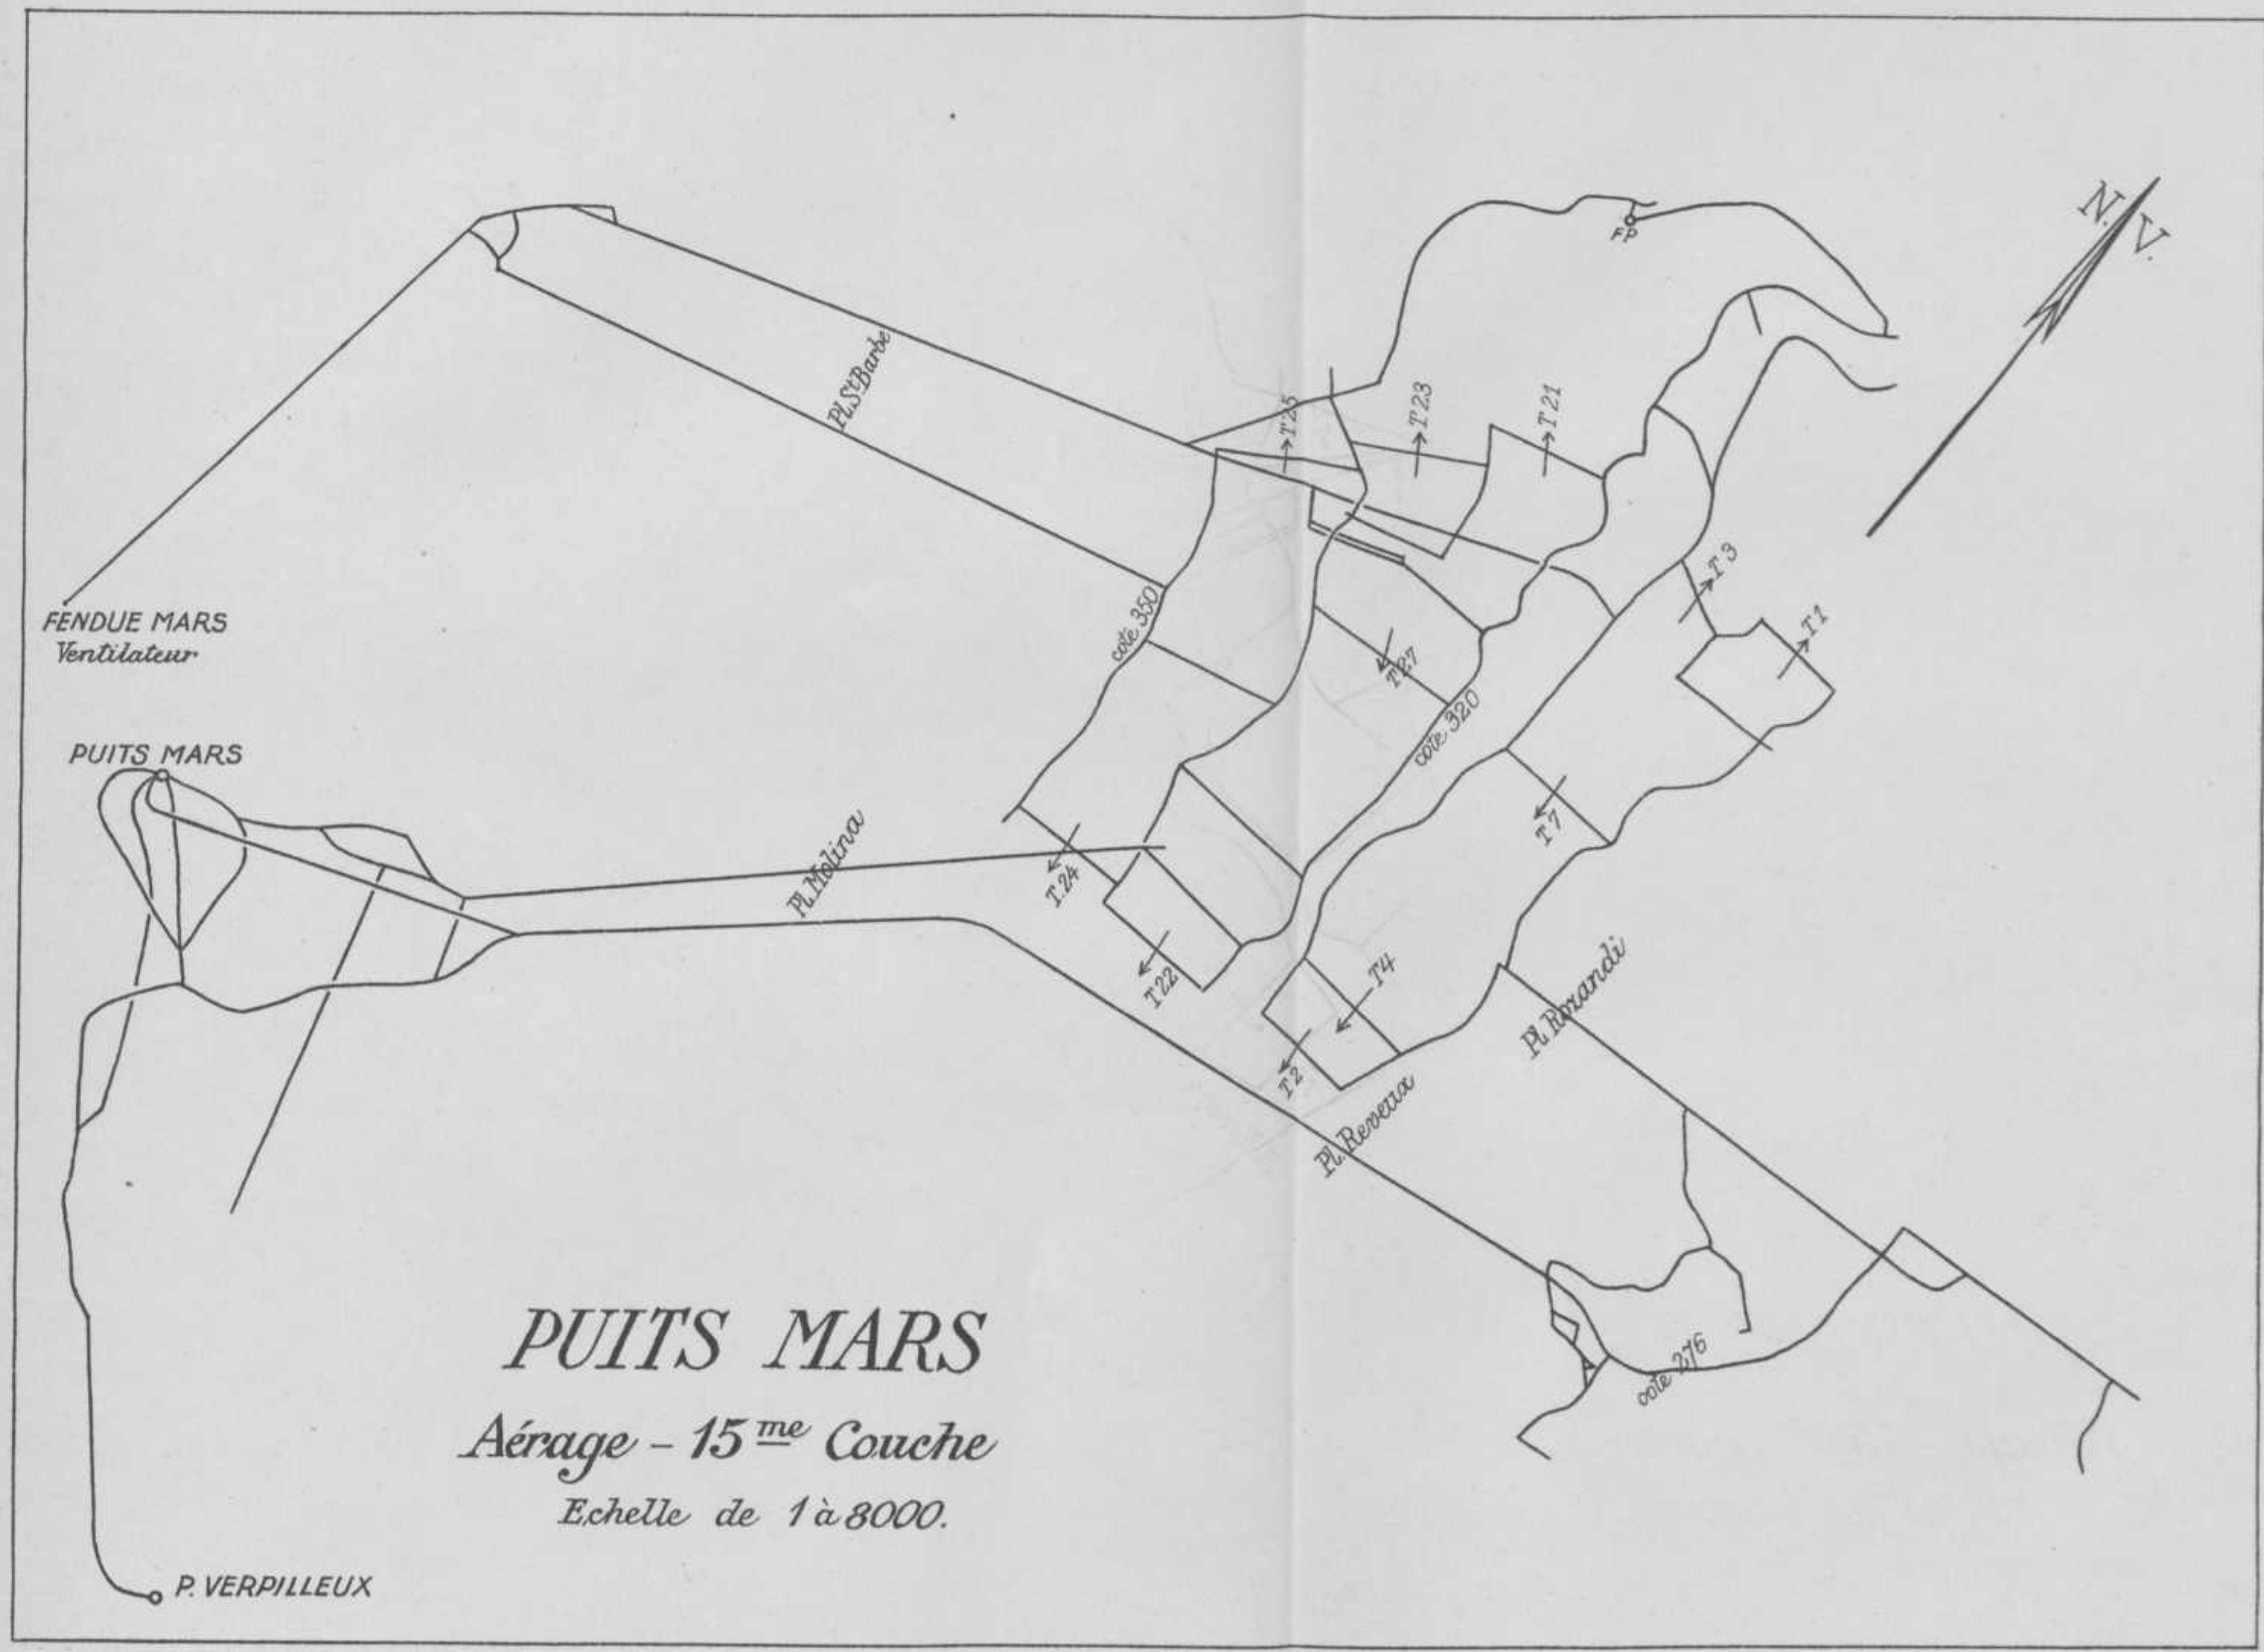 N.V.
FP
Pl. St Barbe
T25
T23
T21
T3
T1
FENDUE MARS
Ventilateur
cote 350
T27
cote 320
PUITS MARS
Pl. Molina
T.24
T7
T22
T4
T2
Pl. Rozandi
Pl. Reveux
PUITS MARS
Aérage - 15me Couche
Echelle de 1 à 8000.
cote 276
P. VERPILLEUX